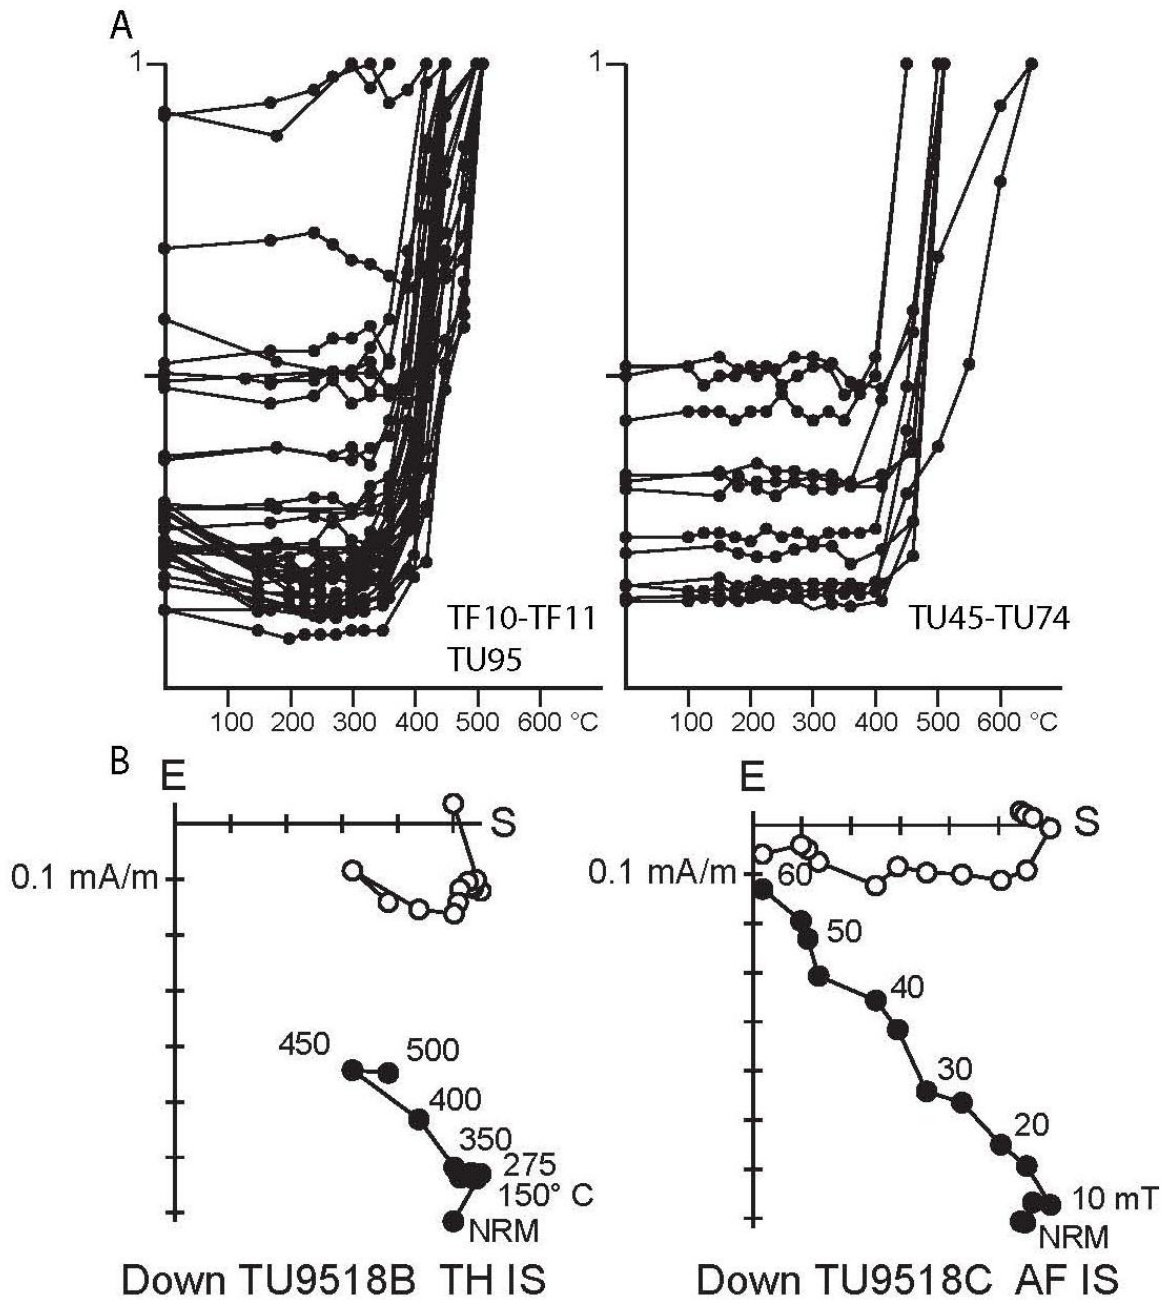 A
1
1
TF10-TF11
TU95
TU45-TU74
100 200 300 400 500 600 °C
100 200 300 400 500 600 °C
B
E
S
0.1 mA/m
450
500
400
350
275
150° C
NRM
Down TU9518B TH IS
E
S
0.1 mA/m
60
50
40
30
20
10 mT
NRM
Down TU9518C AF IS